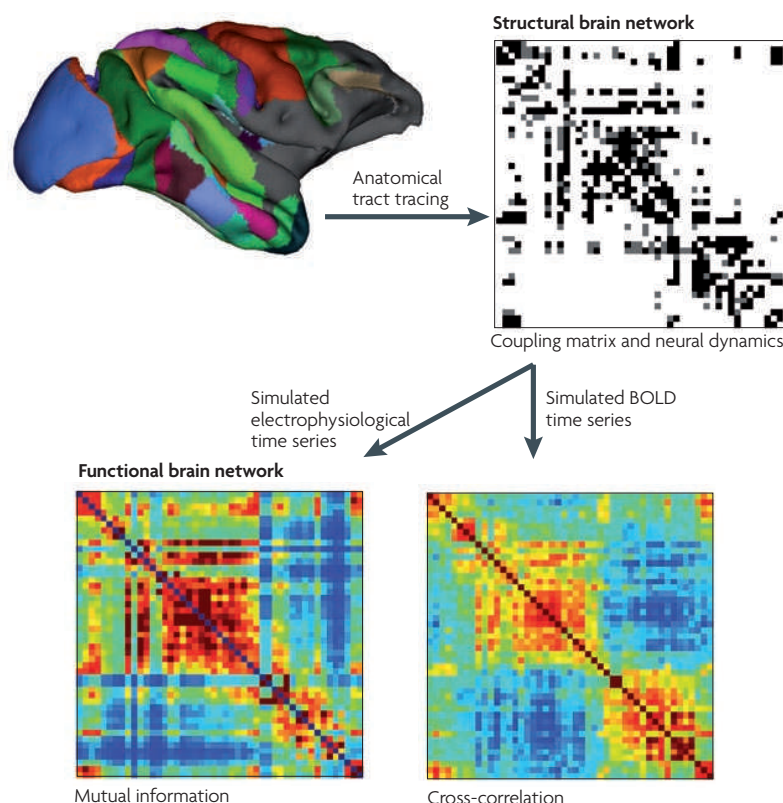 Structural brain network
Anatomical
tract tracing
Coupling matrix and neural dynamics
Simulated
electrophysiological
time series
Simulated BOLD
time series
Functional brain network
Mutual information
Cross-correlation